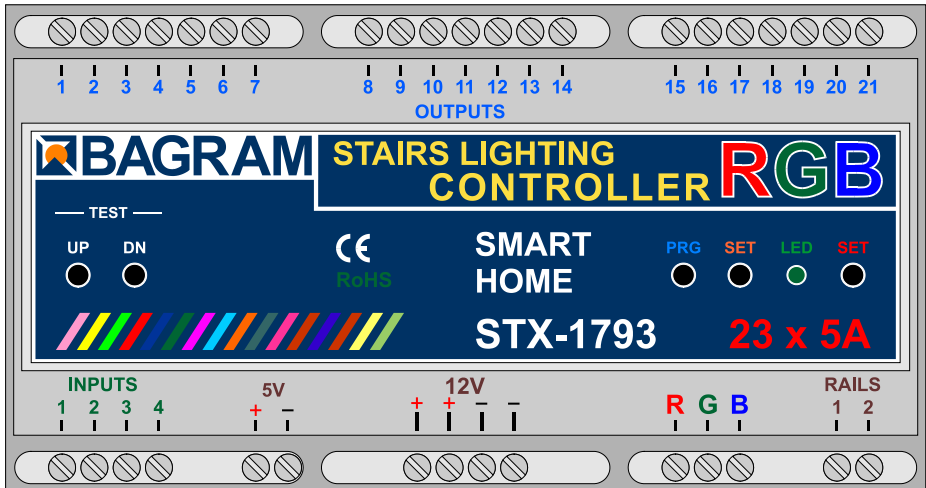 1 2 3 4 5 6 7 8 9 10 11 12 13 14 15 16 17 18 19 20 21
OUTPUTS
BAGRAM
STAIRS LIGHTING
CONTROLLER RGB
TEST
UP DN
CE
RoHS
SMART
HOME
STX-1793
PRG SET LED SET
23 x 5A
INPUTS
1 2 3 4
5V
+ –
12V
+ + – –
R G B
RAILS
1 2